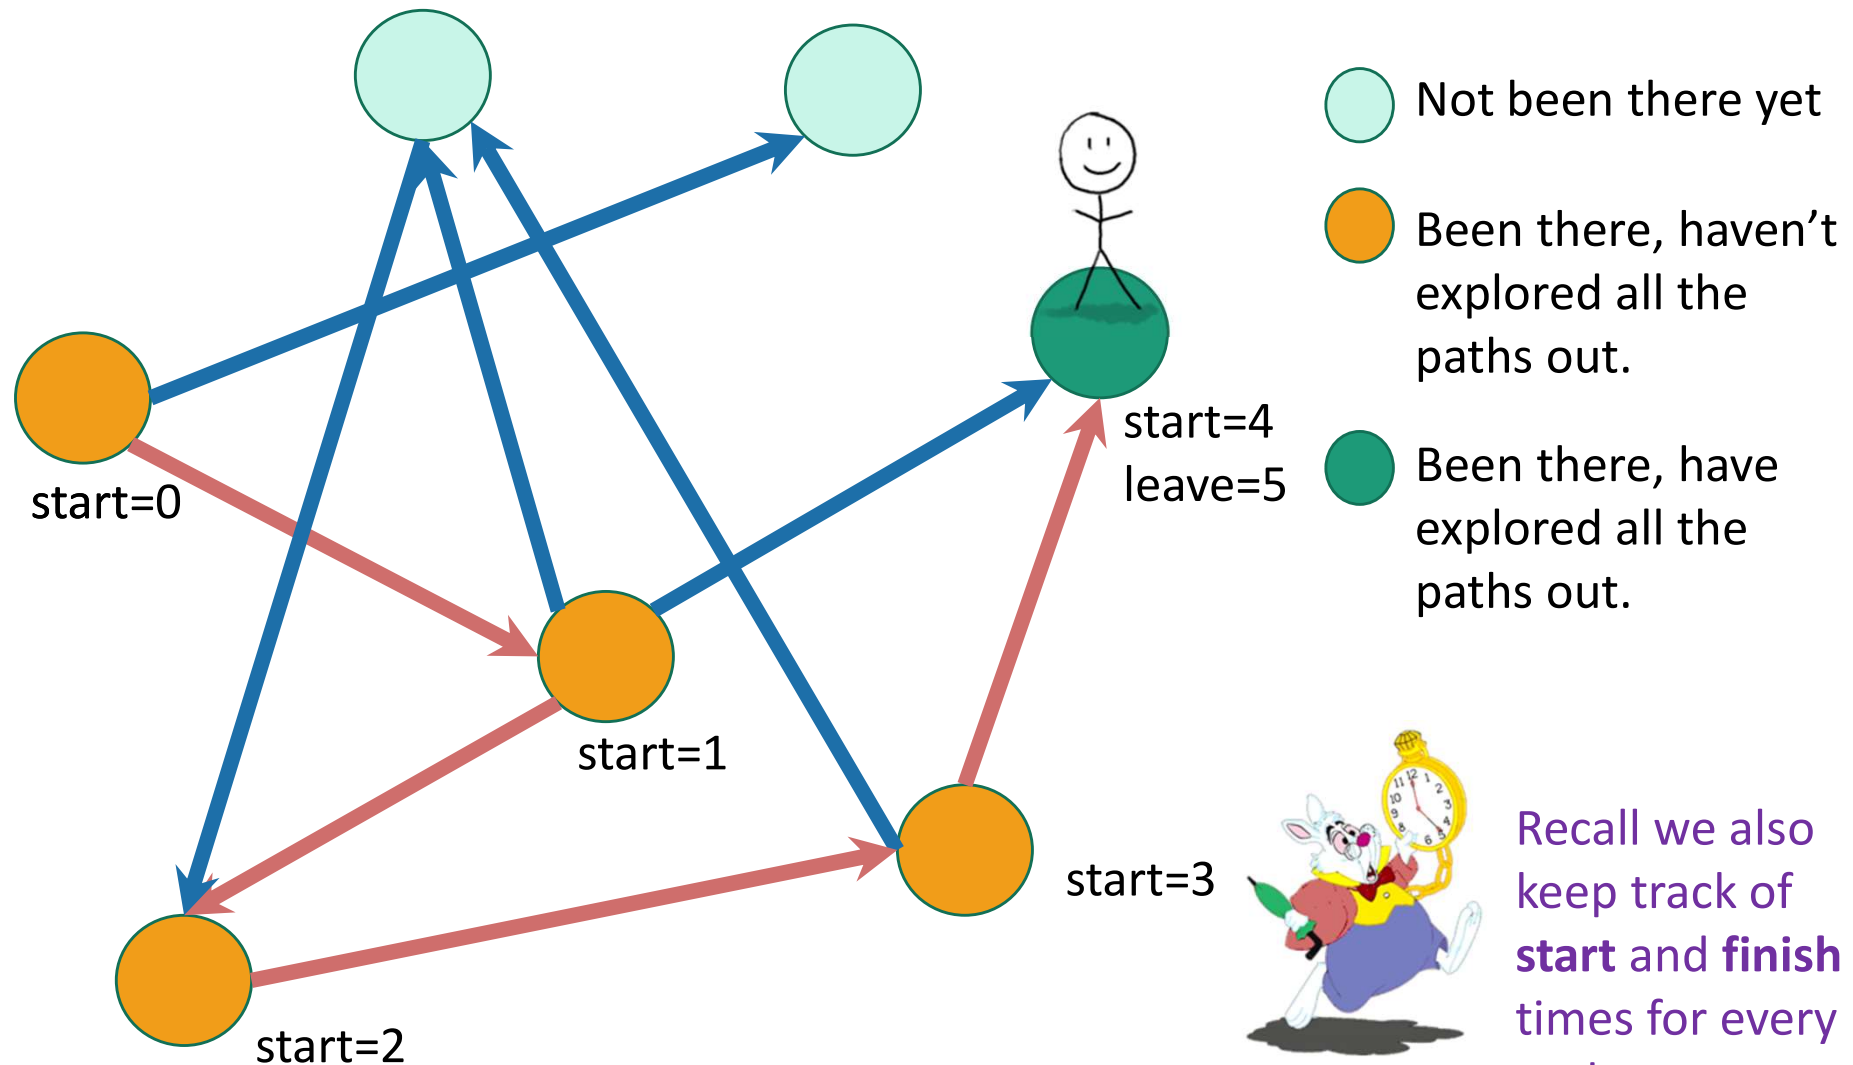 Not been there yet
Been there, haven’t
explored all the
paths out.
start=4
leave=5
Been there, have
explored all the
paths out.
start=0
start=1
start=3
start=2
Recall we also
keep track of
start and finish
times for every